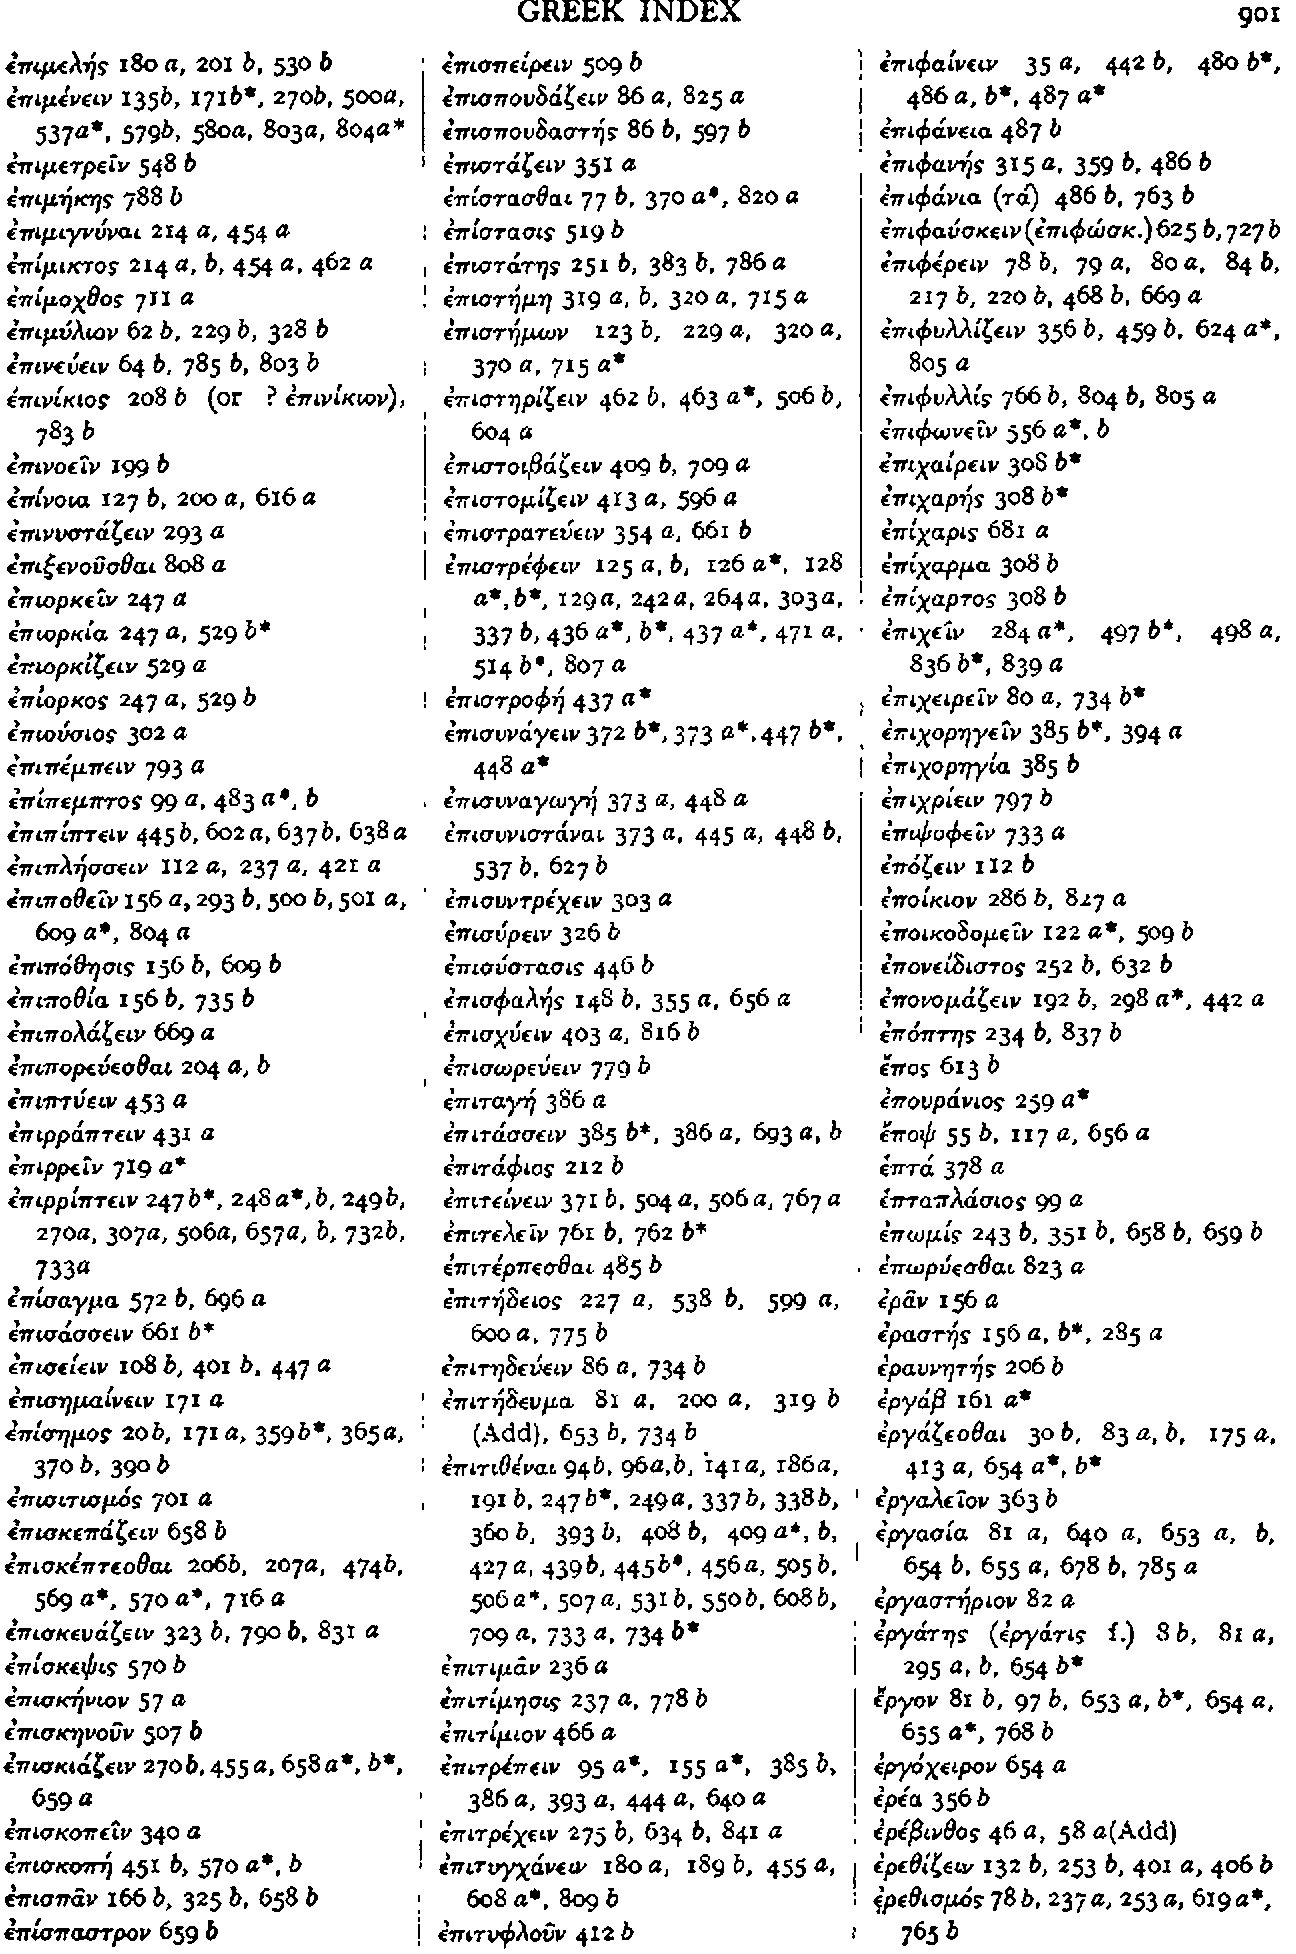 GREEK INDEX
901
ἐπιμελής 180 a, 201 b, 530 b
ἐπιμένειν 135b, 171b*, 270b, 500a,
537a*, 579b, 580a, 803a, 804a*
ἐπιμετρεῖν 548 b
ἐπιμήκης 788 b
ἐπιμιγνύναι 214 a, 454 a
ἐπίμικτος 214 a, b, 454 a, 462 a
ἐπίμοχθος 711 a
ἐπιμύλιον 62 b, 229 b, 328 b
ἐπινεύειν 64 b, 785 b, 803 b
ἐπινίκιος 208 b (or ? ἐπινίκιον),
783 b
ἐπινοεῖν 199 b
ἐπίνοια 127 b, 200 a, 616 a
ἐπινυστάζειν 293 a
ἐπιξενοῦσθαι 808 a
ἐπιορκεῖν 247 a
ἐπιορκία 247 a, 529 b*
ἐπιορκίζειν 529 a
ἐπίορκος 247 a, 529 b
ἐπιούσιος 302 a
ἐπιπέμπειν 793 a
ἐπίπεμπτος 99 a, 483 a*, b
ἐπιπίπτειν 445b, 602a, 637b, 638a
ἐπιπλήσσειν 112 a, 237 a, 421 a
ἐπιποθεῖν 156 a, 293 b, 500 b, 501 a,
609 a*, 804 a
ἐπιπόθησις 156 b, 609 b
ἐπιποθία 156 b, 735 b
ἐπιπολάζειν 669 a
ἐπιπορεύεσθαι 204 a, b
ἐπιπτύειν 453 a
ἐπιρράπτειν 431 a
ἐπιρρεῖν 719 a*
ἐπιρρίπτειν 247b*, 248a*, b, 249b,
270a, 307a, 506a, 657a, b, 732b,
733a
ἐπίσαγμα 572 b, 696 a
ἐπισάσσειν 661 b*
ἐπισείειν 108 b, 401 b, 447 a
ἐπισημαίνειν 171 a
ἐπίσημος 20b, 171 a, 359b*, 365a,
370 b, 390 b
ἐπισιτισμός 701 a
ἐπισκεπάζειν 658 b
ἐπισκέπτεσθαι 206b, 207a, 474b,
569 a*, 570 a*, 716 a
ἐπισκευάζειν 323 b, 790 b, 831 a
ἐπίσκεψις 570 b
ἐπισκήνιον 57 a
ἐπισκηνοῦν 507 b
ἐπισκιάζειν 270b, 455 a, 658 a*, b*,
659 a
ἐπισκοπεῖν 340 a
ἐπισκοπή 451 b, 570 a*, b
ἐπισπᾶν 166 b, 325 b, 658 b
ἐπίσπαστρον 659 b
ἐπισπείρειν 509 b
ἐπισπουδάζειν 86 a, 825 a
ἐπισπουδαστής 86 b, 597 b
ἐπιστάζειν 351 a
ἐπίστασθαι 77 b, 370 a*, 820 a
ἐπίστασις 519 b
ἐπιστάτης 251 b, 383 b, 786 a
ἐπιστήμη 319 a, b, 320 a, 715 a
ἐπιστήμων 123 b, 229 a, 320 a,
370 a, 715 a*
ἐπιστηρίζειν 462 b, 463 a*, 506 b,
604 a
ἐπιστοιβάζειν 409 b, 709 a
ἐπιστομίζειν 413 a, 596 a
ἐπιστρατεύειν 354 a, 661 b
ἐπιστρέφειν 125 a, b, 126 a*, 128
a*, b*, 129 a, 242 a, 264 a, 303 a,
337 b, 436 a*, b*, 437 a*, 471 a,
514 b*, 807 a
ἐπιστροφή 437 a*
ἐπισυνάγειν 372 b*, 373 a*, 447 b*,
448 a*
ἐπισυναγωγή 373 a, 448 a
ἐπισυνιστάναι 373 a, 445 a, 448 b,
537 b, 627 b
ἐπισυντρέχειν 303 a
ἐπισύρειν 326 b
ἐπισύστασις 446 b
ἐπισφαλής 148 b, 355 a, 656 a
ἐπισχύειν 403 a, 816 b
ἐπισωρεύειν 779 b
ἐπιταγή 386 a
ἐπιτάσσειν 385 b*, 386 a, 693 a, b
ἐπιτάφιος 212 b
ἐπιτείνειν 371 b, 504 a, 506 a, 767 a
ἐπιτελεῖν 761 b, 762 b*
ἐπιτέρπεσθαι 485 b
ἐπιτήδειος 227 a, 538 b, 599 a,
600 a, 775 b
ἐπιτηδεύειν 86 a, 734 b
ἐπιτήδευμα 81 a, 200 a, 319 b
(Add), 653 b, 734 b
ἐπιτιθέναι 94b, 96a, b, 141a, 186a,
191 b, 247 b*, 249 a, 337 b, 338b,
360 b, 393 b, 408 b, 409 a*, b,
427 a, 439b, 445b*, 456a, 505 b,
506 a*, 507 a, 531 b, 550b, 608b,
709 a, 733 a, 734 b*
ἐπιτιμᾶν 236 a
ἐπιτίμησις 237 a, 778 b
ἐπιτίμιον 466 a
ἐπιτρέπειν 95 a*, 155 a*, 385 b,
386 a, 393 a, 444 a, 640 a
ἐπιτρέχειν 275 b, 634 b, 841 a
ἐπιτυγχάνειν 180 a, 189 b, 455 a,
608 a*, 809 b
ἐπιτυφλοῦν 412 b
ἐπιφαίνειν 35 a, 442 b, 480 b*,
486 a, b*, 487 a*
ἐπιφάνεια 487 b
ἐπιφανής 315 a, 359 b, 486 b
ἐπιφάνια (τά) 486 b, 763 b
ἐπιφαύσκειν (ἐπιφώσκ.) 625 b, 727 b
ἐπιφέρειν 78 b, 79 a, 80 a, 84 b,
217 b, 220 b, 468 b, 669 a
ἐπιφυλλίζειν 356 b, 459 b, 624 a*,
805 a
ἐπιφυλλίς 766 b, 804 b, 805 a
ἐπιφωνεῖν 556 a*, b
ἐπιχαίρειν 308 b*
ἐπιχαρής 308 b*
ἐπίχαρις 681 a
ἐπίχαρμα 308 b
ἐπίχαρτος 308 b
ἐπιχεῖν 284 a*, 497 b*, 498 a,
836 b*, 839 a
ἐπιχειρεῖν 80 a, 734 b*
ἐπιχορηγεῖν 385 b*, 394 a
ἐπιχορηγία 385 b
ἐπιχρίειν 797 b
ἐπιψοφεῖν 733 a
ἐπόζειν 112 b
ἐποίκιον 286 b, 827 a
ἐποικοδομεῖν 122 a*, 509 b
ἐπονείδιστος 252 b, 632 b
ἐπονομάζειν 192 b, 298 a*, 442 a
ἐπόπτης 234 b, 837 b
ἔπος 613 b
ἐπουράνιος 259 a*
ἔποψ 55 b, 117 a, 656 a
ἑπτά 378 a
ἑπταπλάσιος 99 a
ἐπωμίς 243 b, 351 b, 658 b, 659 b
ἐπωρύεσθαι 823 a
ἐρᾶν 156 a
ἐραστής 156 a, b*, 285 a
ἐραυνητής 206 b
ἐργάβ 161 a*
ἐργάζεσθαι 30 b, 83 a, b, 175 a,
413 a, 654 a*, b*
ἐργαλεῖον 363 b
ἐργασία 81 a, 640 a, 653 a, b,
654 b, 655 a, 678 b, 785 a
ἐργαστήριον 82 a
ἐργάτης (ἐργάτις f.) 8 b, 81 a,
295 a, b, 654 b*
ἔργον 81 b, 97 b, 653 a, b*, 654 a,
655 a*, 768 b
ἐργόχειρον 654 a
ἐρέα 356 b
ἐρέβινθος 46 a, 58 a (Add)
ἐρεθίζειν 132 b, 253 b, 401 a, 406 b
ἐρεθισμός 78 b, 237 a, 253 a, 619 a*,
765 b